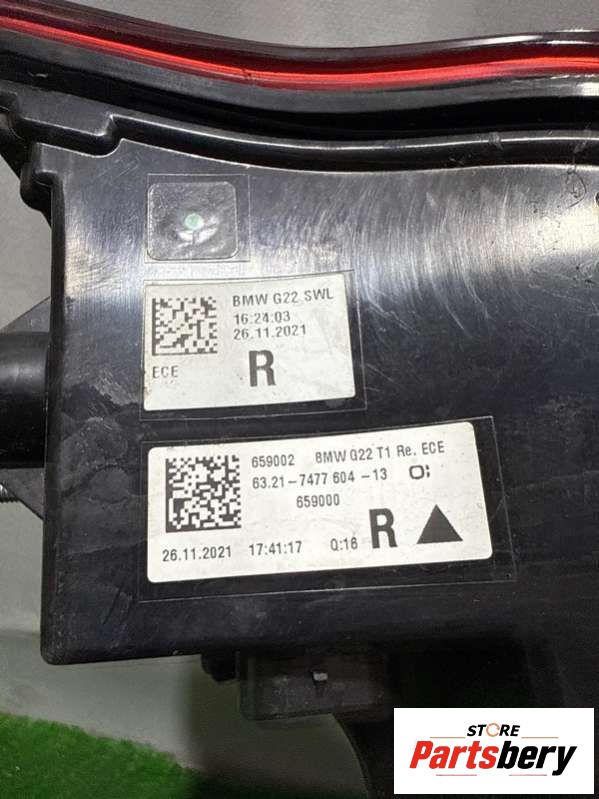 BMW G22 SWL
16:24:03
26.11.2021
ECE
R
659002 BMW G22 T1 Re. ECE
63.21-7477 604-13
659000
26.11.2021 17:41:17 Q:16 R
STORE
Partsbery